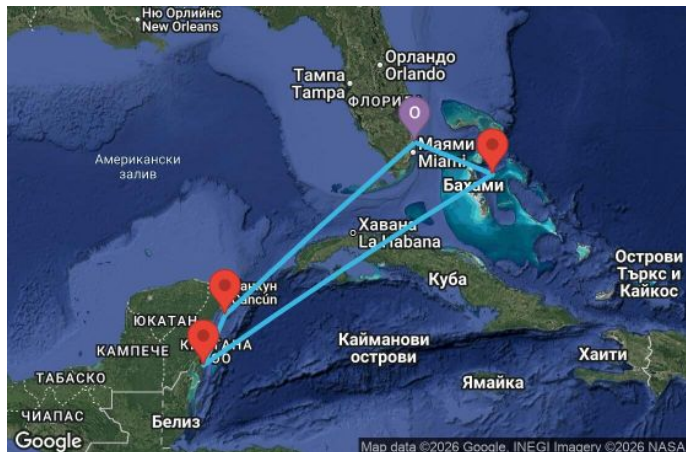 Ню Орлийнс
New Orleans
Орландо
Orlando
Тампа
Tampa
ФЛОРИДА
O
Маями
Miami
Американски
залив
Бахами
Хавана
La Habana
Cancún
ЮКАТАН
Куба
Острови
Търкс и
Кайкос
КАМПЕЧЕ
Кайманови
острови
Хаити
ТАБАСКО
Ямайка
ЧИАПАС
Белиз
Google
Map data ©2026 Google, INEGI Imagery ©2026 NASA